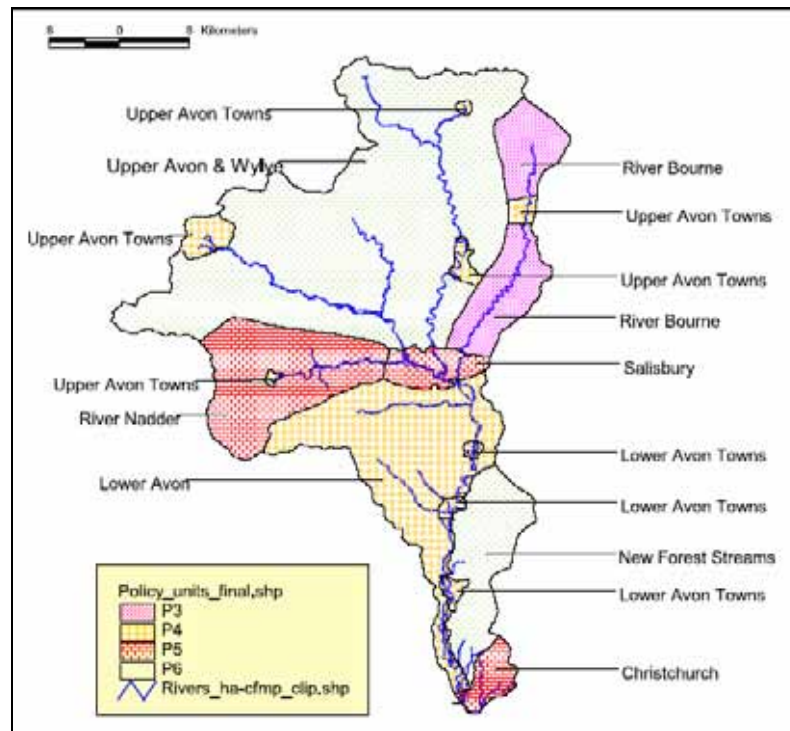 6 0 6 Kilometers
Upper Avon Towns
Upper Avon & Wylye
River Bourne
Upper Avon Towns
Upper Avon Towns
Upper Avon Towns
River Bourne
Salisbury
Upper Avon Towns
River Nadder
Lower Avon Towns
Lower Avon
Lower Avon Towns
New Forest Streams
Lower Avon Towns
Christchurch
Policy_units_final,shp
P3
P4
P5
P6
Rivers_ha-cfmp_clip,shp